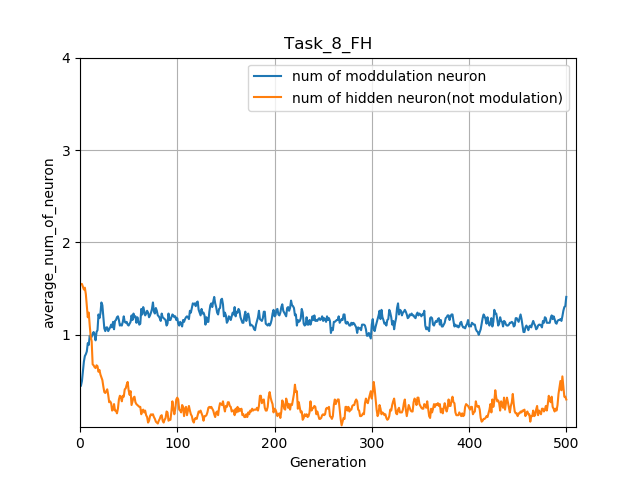 Task_8_FH
num of moddulation neuron
num of hidden neuron(not modulation)
average_num_of_neuron
4
3
2
1
0
100
200
300
400
500
Generation